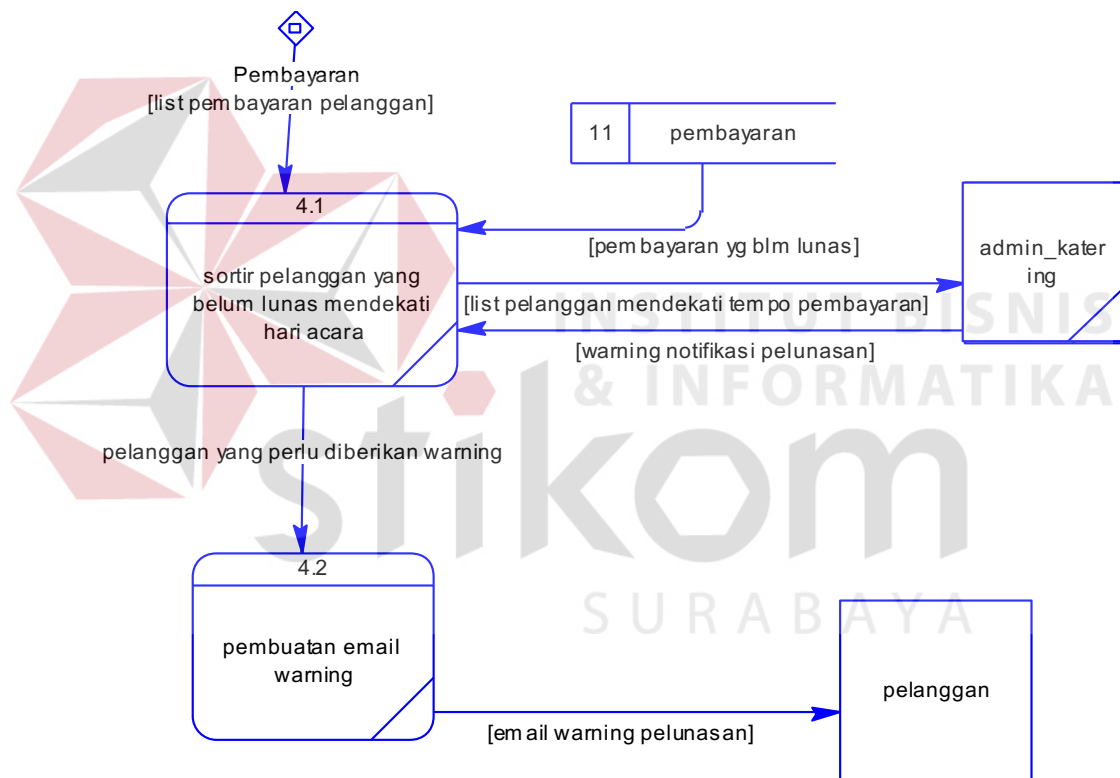 Pembayaran
[list pembayaran pelanggan]
11 pembayaran
4.1
sortir pelanggan yang
belum lunas mendekati
hari acara
[pembayaran yg blm lunas]
admin_kater
ing
[list pelanggan mendekati tempo pembayaran]
[warning notifikasi pelunasan]
INSTITUT BISNIS
& INFORMATIKA
stikom
SURABAYA
pelanggan yang perlu diberikan warning
4.2
pembuatan email
warning
[email warning pelunasan]
pelanggan